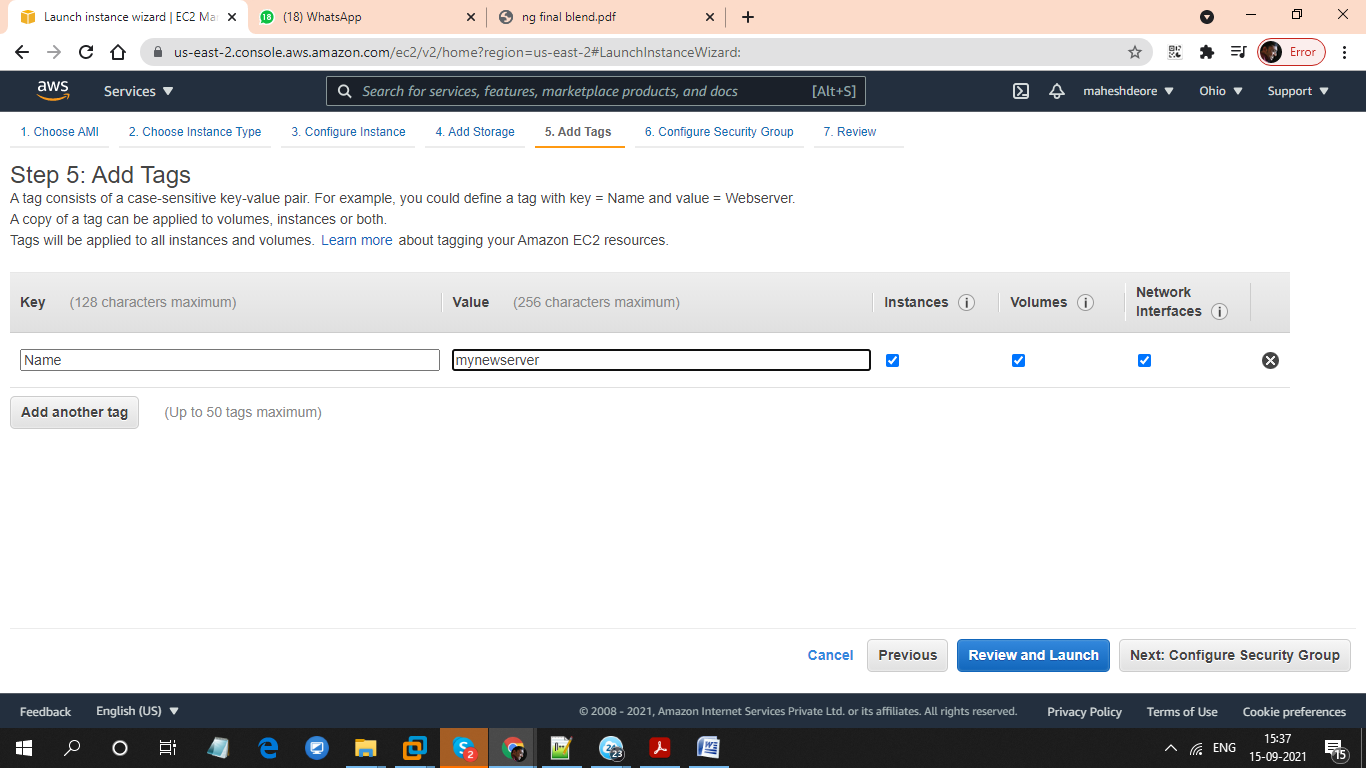 Launch instance wizard | EC2 Ma
(18) WhatsApp
ng final blend.pdf
us-east-2.console.aws.amazon.com/ec2/v2/home?region=us-east-2#LaunchInstanceWizard:
Error
aws
Services
Search for services, features, marketplace products, and docs
[Alt+S]
maheshdeore
Ohio
Support
1. Choose AMI
2. Choose Instance Type
3. Configure Instance
4. Add Storage
5. Add Tags
6. Configure Security Group
7. Review
Step 5: Add Tags
A tag consists of a case-sensitive key-value pair. For example, you could define a tag with key = Name and value = Webserver.
A copy of a tag can be applied to volumes, instances or both.
Tags will be applied to all instances and volumes. Learn more about tagging your Amazon EC2 resources.
Key (128 characters maximum)
Value (256 characters maximum)
Instances
Volumes
Network
Interfaces
Name
mynewserver
Add another tag
(Up to 50 tags maximum)
Cancel
Previous
Review and Launch
Next: Configure Security Group
Feedback
English (US)
© 2008 - 2021, Amazon Internet Services Private Ltd. or its affiliates. All rights reserved.
Privacy Policy
Terms of Use
Cookie preferences
ENG
15:37
15-09-2021
15